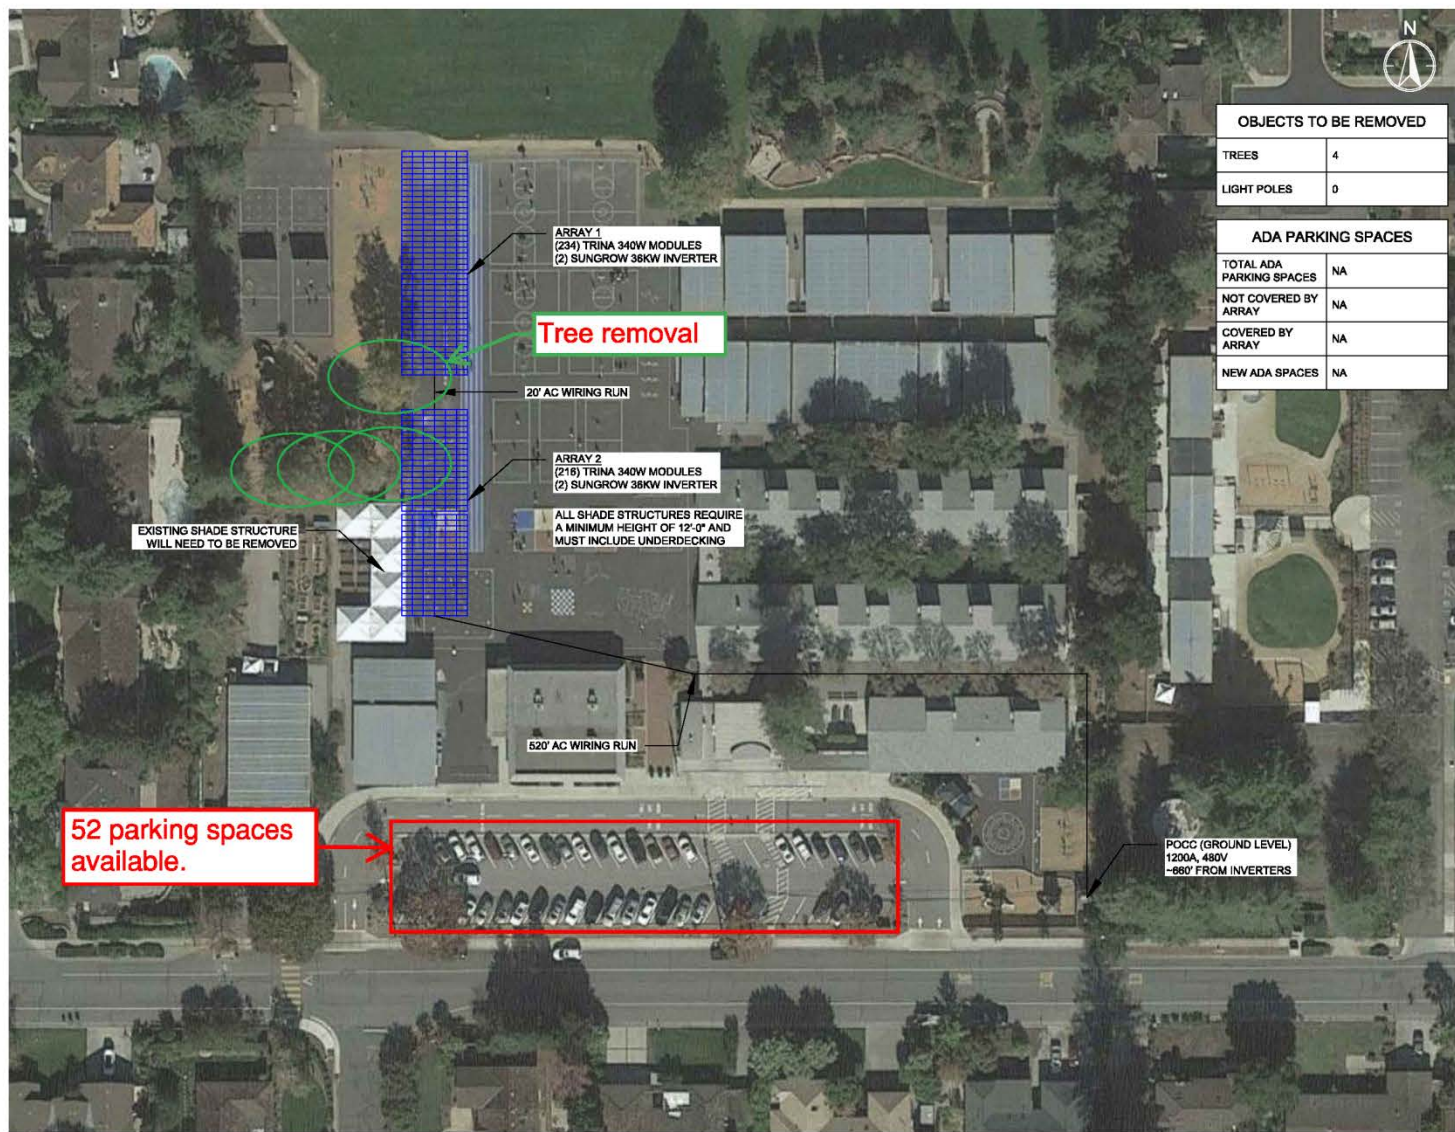 N
OBJECTS TO BE REMOVED
TREES 4
LIGHT POLES 0
ADA PARKING SPACES
TOTAL ADA
PARKING SPACES NA
NOT COVERED BY
ARRAY NA
COVERED BY
ARRAY NA
NEW ADA SPACES NA
ARRAY 1
(234) TRINA 340W MODULES
(2) SUNGROW 36KW INVERTER
Tree removal
20' AC WIRING RUN
ARRAY 2
(216) TRINA 340W MODULES
(2) SUNGROW 36KW INVERTER
ALL SHADE STRUCTURES REQUIRE
A MINIMUM HEIGHT OF 12'-0" AND
MUST INCLUDE UNDERDECKING
EXISTING SHADE STRUCTURE
WILL NEED TO BE REMOVED
520' AC WIRING RUN
52 parking spaces
available.
POCC (GROUND LEVEL)
1200A, 480V
~660' FROM INVERTERS